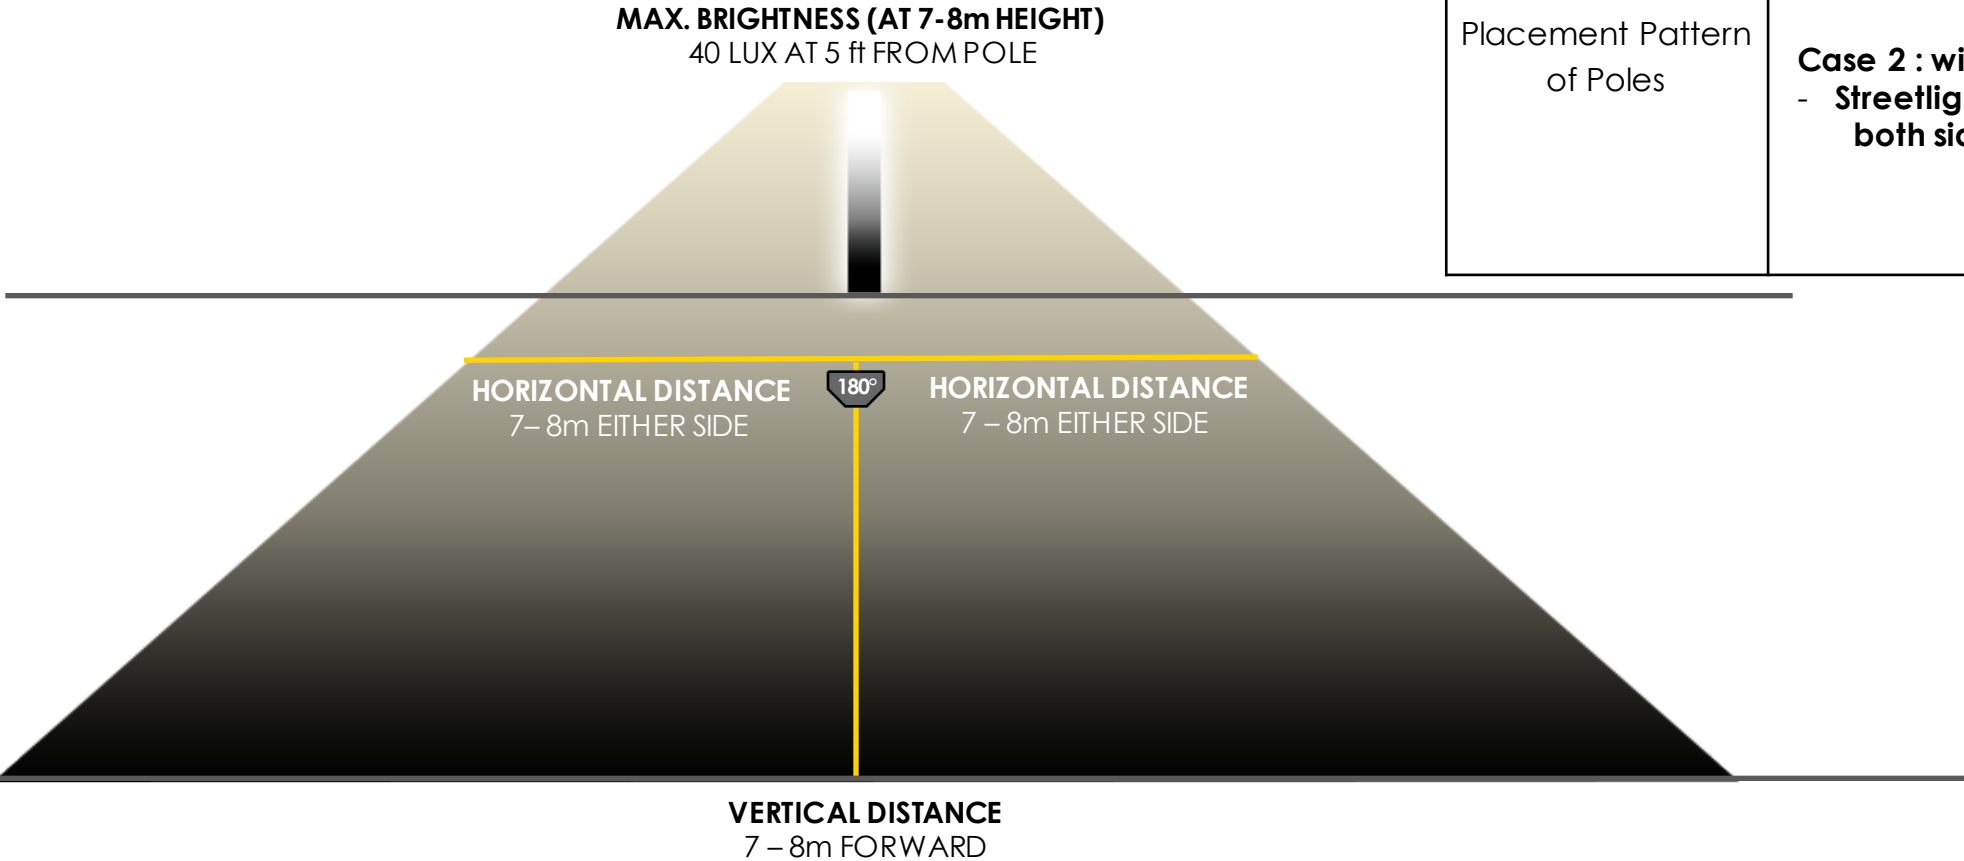 MAX. BRIGHTNESS (AT 7-8m HEIGHT)
40 LUX AT 5 ft FROM POLE
Placement Pattern
of Poles
Case 2 : wi
- Streetlig
both sid
HORIZONTAL DISTANCE
7– 8m EITHER SIDE
180°
HORIZONTAL DISTANCE
7 – 8m EITHER SIDE
VERTICAL DISTANCE
7 – 8m FORWARD